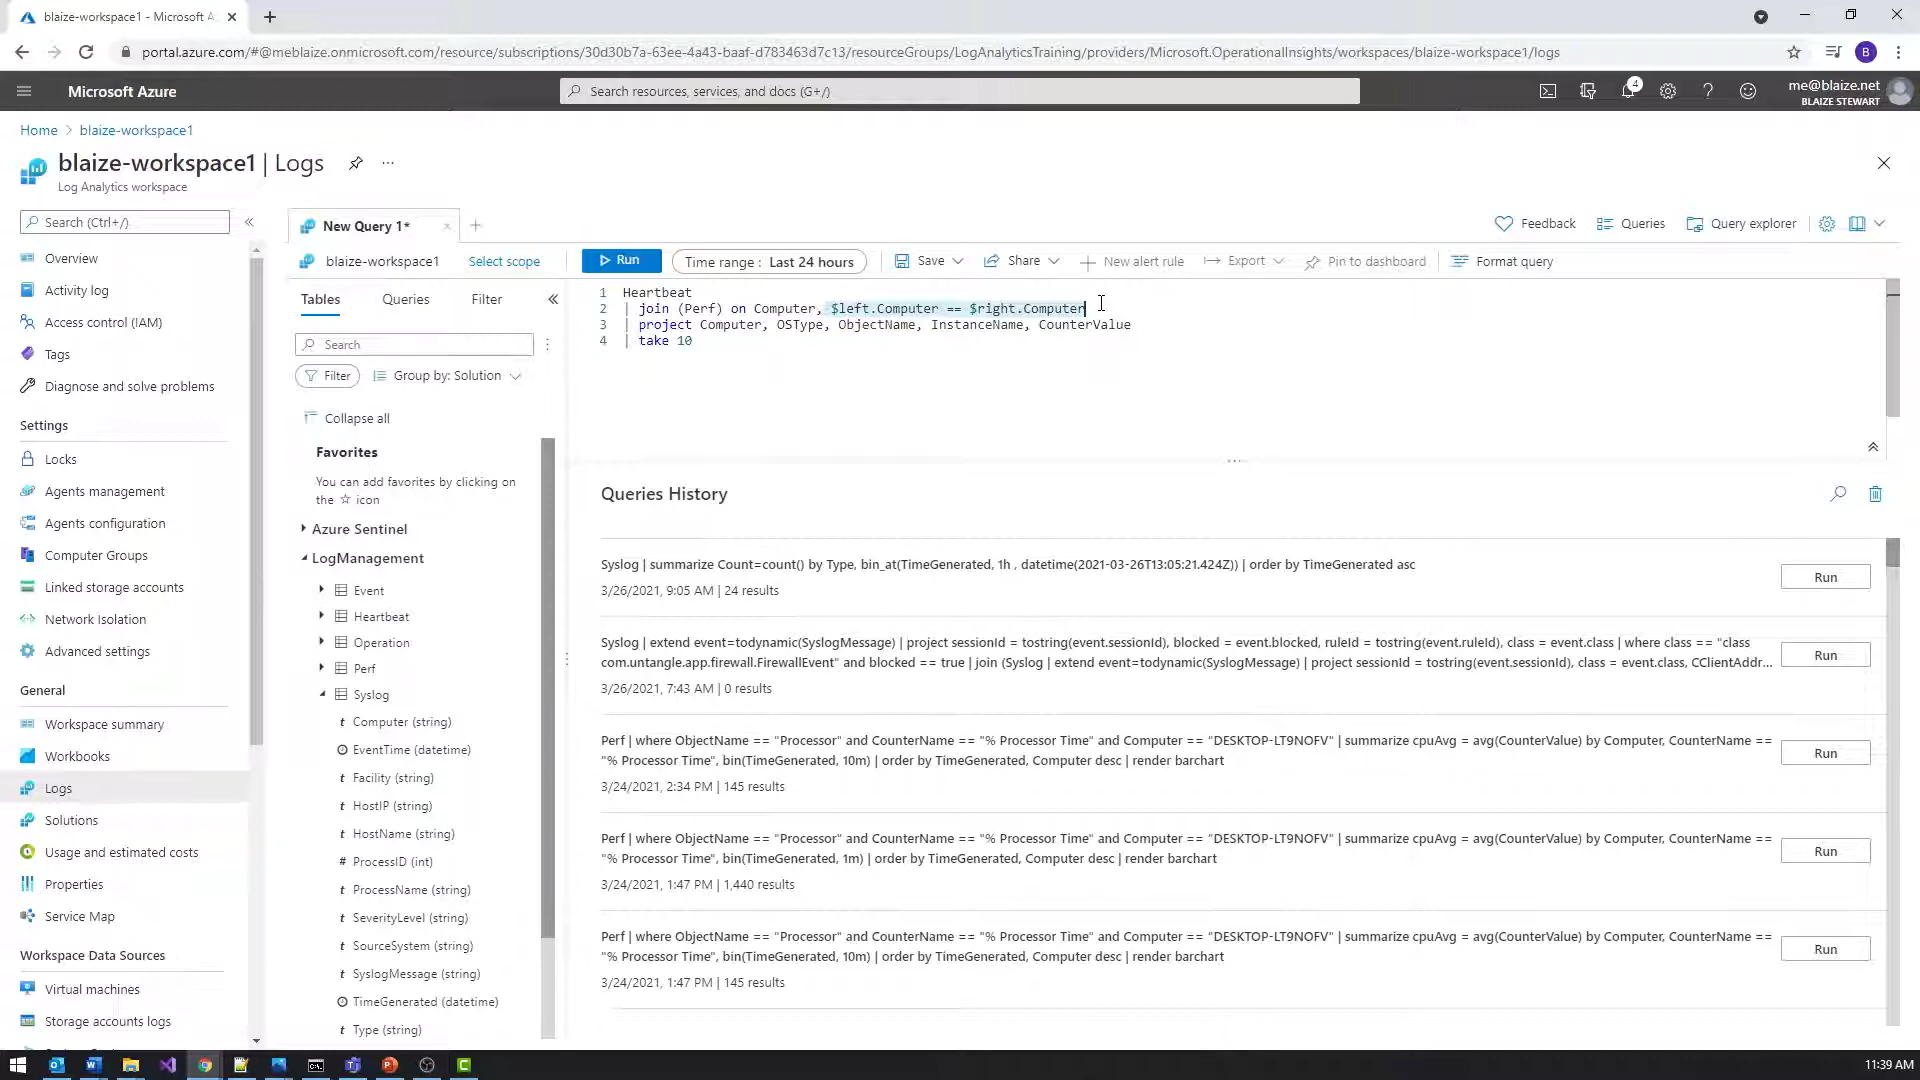 blaize-workspace1 - Microsoft A
portal.azure.com/#@meblaize.onmicrosoft.com/resource/subscriptions/30d30b7a-63ee-4a43-baaf-d783463d7c13/resourceGroups/LogAnalyticsTraining/providers/Microsoft.OperationalInsights/workspaces/blaize-workspace1/logs
B
Microsoft Azure
Search resources, services, and docs (G+/)
4
me@blaize.net
BLAIZE STEWART
Home > blaize-workspace1
blaize-workspace1 | Logs
Log Analytics workspace
Search (Ctrl+/)
Overview
Activity log
Access control (IAM)
Tags
Diagnose and solve problems
Settings
Locks
Agents management
Agents configuration
Computer Groups
Linked storage accounts
Network Isolation
Advanced settings
General
Workspace summary
Workbooks
Logs
Solutions
Usage and estimated costs
Properties
Service Map
Workspace Data Sources
Virtual machines
Storage accounts logs
New Query 1*
Feedback
Queries
Query explorer
blaize-workspace1
Select scope
Run
Time range : Last 24 hours
Save
Share
New alert rule
Export
Pin to dashboard
Format query
Tables
Queries
Filter
Search
Filter
Group by: Solution
Collapse all
Favorites
You can add favorites by clicking on
the ☆ icon
Azure Sentinel
LogManagement
Event
Heartbeat
Operation
Perf
Syslog
t Computer (string)
EventTime (datetime)
t Facility (string)
t HostIP (string)
t HostName (string)
# ProcessID (int)
t ProcessName (string)
t SeverityLevel (string)
t SourceSystem (string)
t SyslogMessage (string)
TimeGenerated (datetime)
t Type (string)
1 Heartbeat
2 | join (Perf) on Computer, $left.Computer == $right.Computer
3 | project Computer, OSType, ObjectName, InstanceName, CounterValue
4 | take 10
Queries History
Syslog | summarize Count=count() by Type, bin_at(TimeGenerated, 1h , datetime(2021-03-26T13:05:21.424Z)) | order by TimeGenerated asc
3/26/2021, 9:05 AM | 24 results
Run
Syslog | extend event=todynamic(SyslogMessage) | project sessionId = tostring(event.sessionId), blocked = event.blocked, ruleId = tostring(event.ruleId), class = event.class | where class == "class
com.untangle.app.firewall.FirewallEvent" and blocked == true | join (Syslog | extend event=todynamic(SyslogMessage) | project sessionId = tostring(event.sessionId), class = event.class, CClientAddr...
3/26/2021, 7:43 AM | 0 results
Run
Perf | where ObjectName == "Processor" and CounterName == "% Processor Time" and Computer == "DESKTOP-LT9NOFV" | summarize cpuAvg = avg(CounterValue) by Computer, CounterName ==
"% Processor Time", bin(TimeGenerated, 10m) | order by TimeGenerated, Computer desc | render barchart
3/24/2021, 2:34 PM | 145 results
Run
Perf | where ObjectName == "Processor" and CounterName == "% Processor Time" and Computer == "DESKTOP-LT9NOFV" | summarize cpuAvg = avg(CounterValue) by Computer, CounterName ==
"% Processor Time", bin(TimeGenerated, 1m) | order by TimeGenerated, Computer desc | render barchart
3/24/2021, 1:47 PM | 1,440 results
Run
Perf | where ObjectName == "Processor" and CounterName == "% Processor Time" and Computer == "DESKTOP-LT9NOFV" | summarize cpuAvg = avg(CounterValue) by Computer, CounterName ==
"% Processor Time", bin(TimeGenerated, 10m) | order by TimeGenerated, Computer desc | render barchart
3/24/2021, 1:47 PM | 145 results
Run
11:39 AM